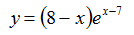 y = (8 − x)e^{x−7}